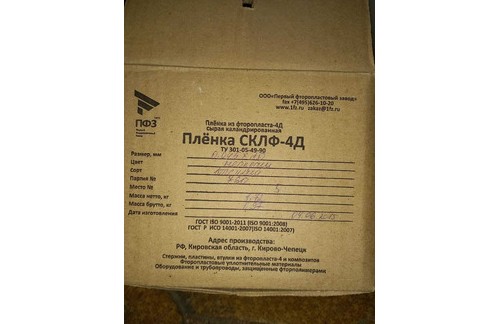 ООО«Первый фторопластовый завод»
fax +7(495)626-10-20
www.1fz.ru zakaz@1fz.ru
ПФЗ
Плёнка из фторопласта-4Д
сырая каландрированная
Плёнка СКЛФ-4Д
ТУ 301-05-49-90
Размер, мм
Цвет
Сорт
Партия №
Место № 5
Масса нетто, кг
Масса брутто, кг
Дата изготовления
ГОСТ ISO 9001-2011 (ISO 9001:2008)
ГОСТ Р ИСО 14001-2007(ISO 14001:2007)
Адрес производства:
РФ, Кировская область, г. Кирово-Чепецк
Стержни, пластины, втулки из фторопласта-4 и композитов
Фторопластовые уплотнительные материалы
Оборудование и трубопроводы, защищенные фторполимерами